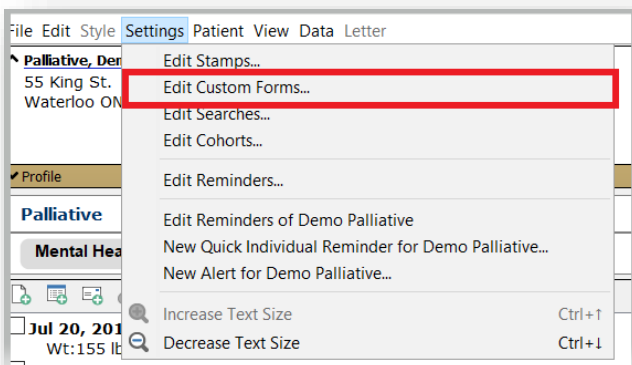 File Edit Style Settings Patient View Data Letter
Palliative, Dem
55 King St.
Waterloo ON
Edit Stamps...
Edit Custom Forms...
Edit Searches...
Edit Cohorts...
Profile
Edit Reminders...
Palliative
Edit Reminders of Demo Palliative
Mental Hea
New Quick Individual Reminder for Demo Palliative...
New Alert for Demo Palliative...
Increase Text Size Ctrl+↑
Jul 20, 201
Decrease Text Size Ctrl+↓
Wt:155 lb